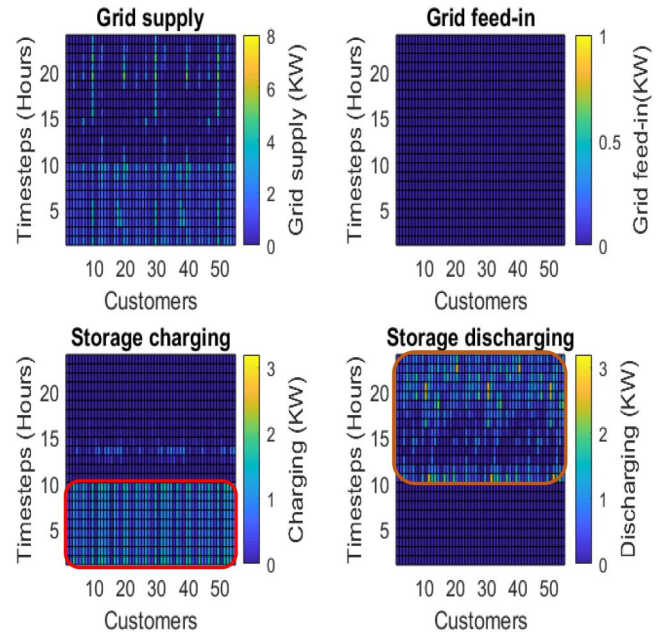 Grid supply
Timesteps (Hours)
20
15
10
5
10 20 30 40 50
Customers
8
6
4
2
0
Grid supply (KW)
Grid feed-in
Timesteps (Hours)
20
15
10
5
10 20 30 40 50
Customers
1
0.5
0
Grid feed-in(KW)
Storage charging
Timesteps (Hours)
20
15
10
5
10 20 30 40 50
Customers
3
2
1
0
Charging (KW)
Storage discharging
Timesteps (Hours)
20
15
10
5
10 20 30 40 50
Customers
3
2
1
0
Discharging (KW)